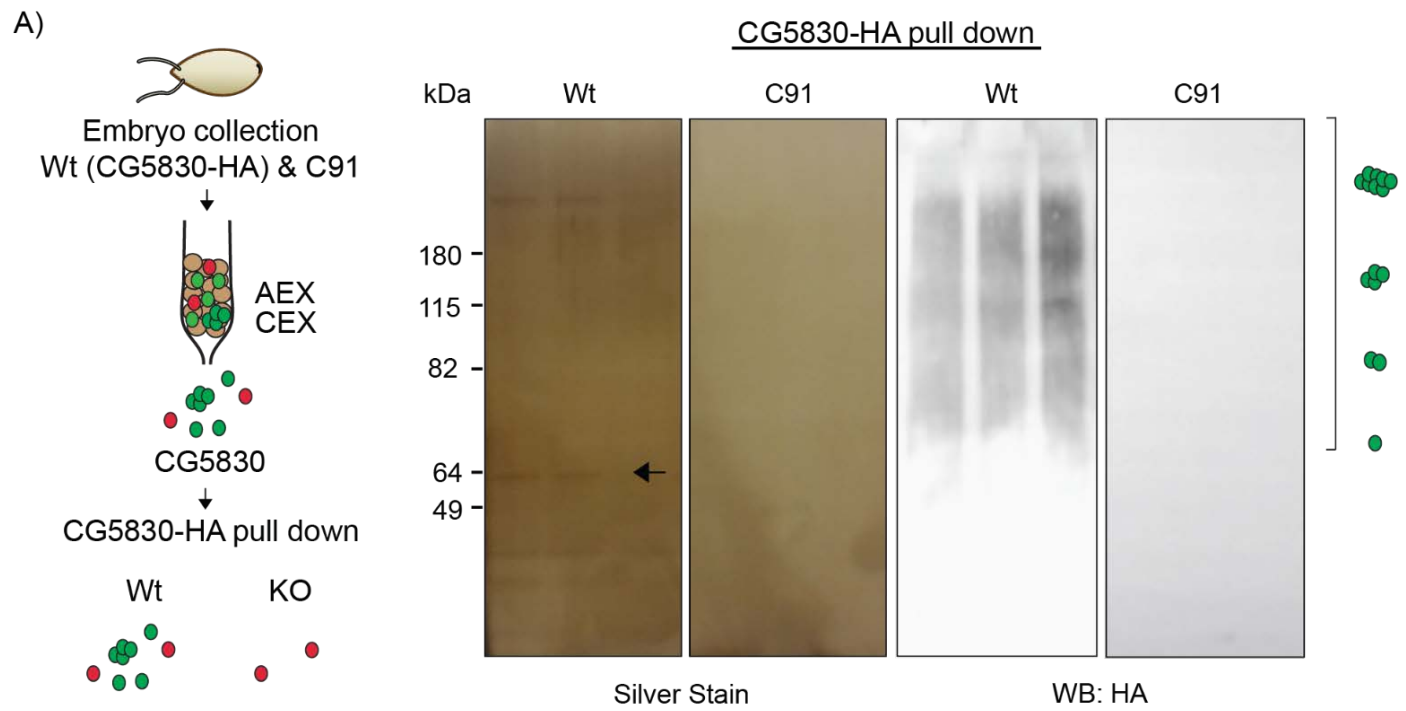 A)
Embryo collection
Wt (CG5830-HA) & C91
AEX
CEX
CG5830
CG5830-HA pull down
Wt KO
CG5830-HA pull down
kDa Wt C91 Wt C91
180
115
82
64
49
Silver Stain WB: HA